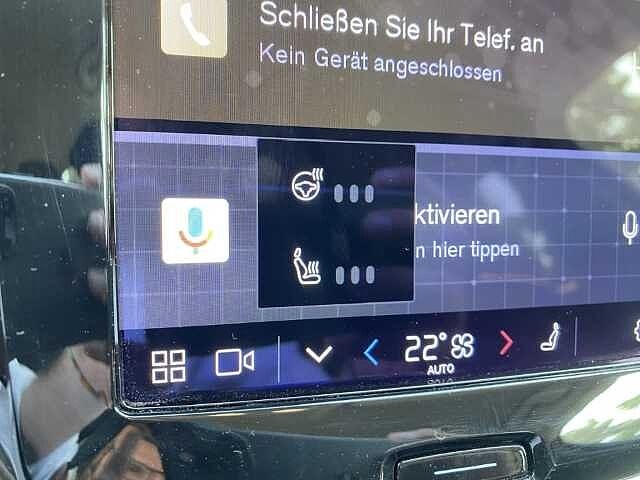 Schließen Sie Ihr Telef. an
Kein Gerät angeschlossen
ktivieren
n hier tippen
22°
AUTO